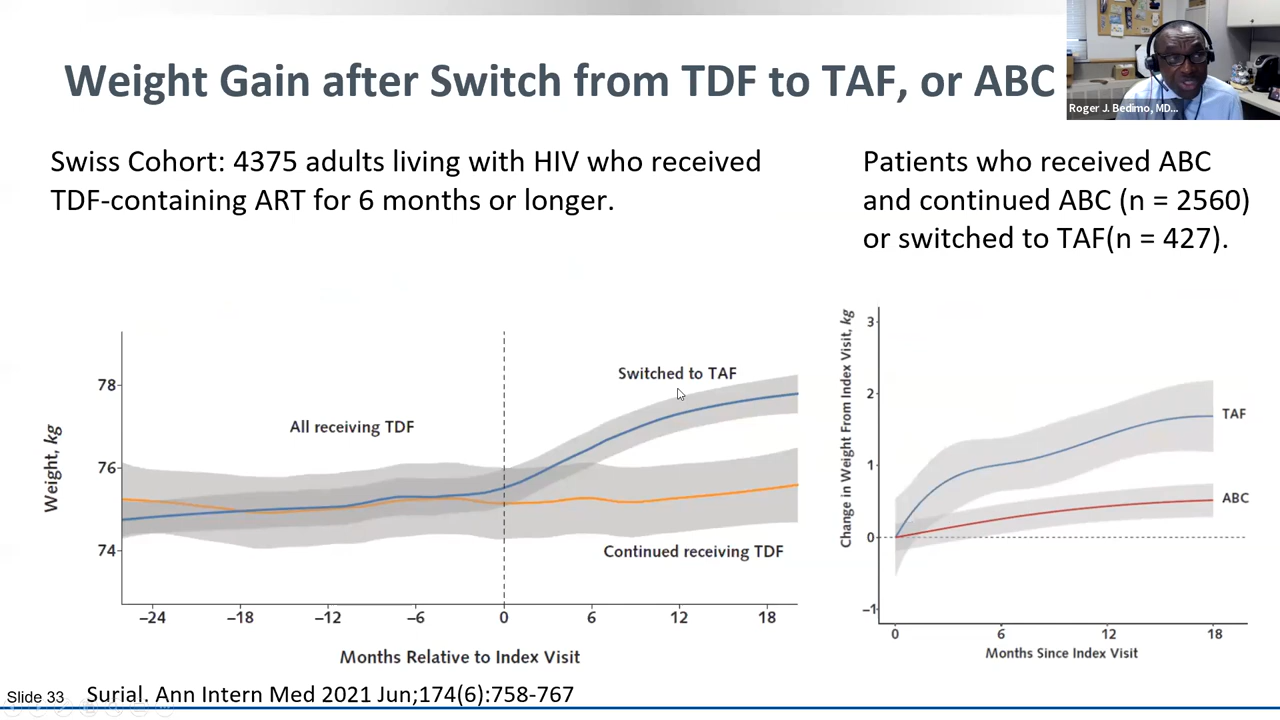 Weight Gain after Switch from TDF to TAF, or ABC
Roger J. Bedimo, MD...
Swiss Cohort: 4375 adults living with HIV who received
TDF-containing ART for 6 months or longer.
Patients who received ABC
and continued ABC (n = 2560)
or switched to TAF(n = 427).
Weight, kg
78
76
74
All receiving TDF
Switched to TAF
Continued receiving TDF
–24
–18
–12
–6
0
6
12
18
Months Relative to Index Visit
Change in Weight From Index Visit, kg
3
2
1
0
–1
TAF
ABC
0
6
12
18
Months Since Index Visit
Slide 33
Surial. Ann Intern Med 2021 Jun;174(6):758-767